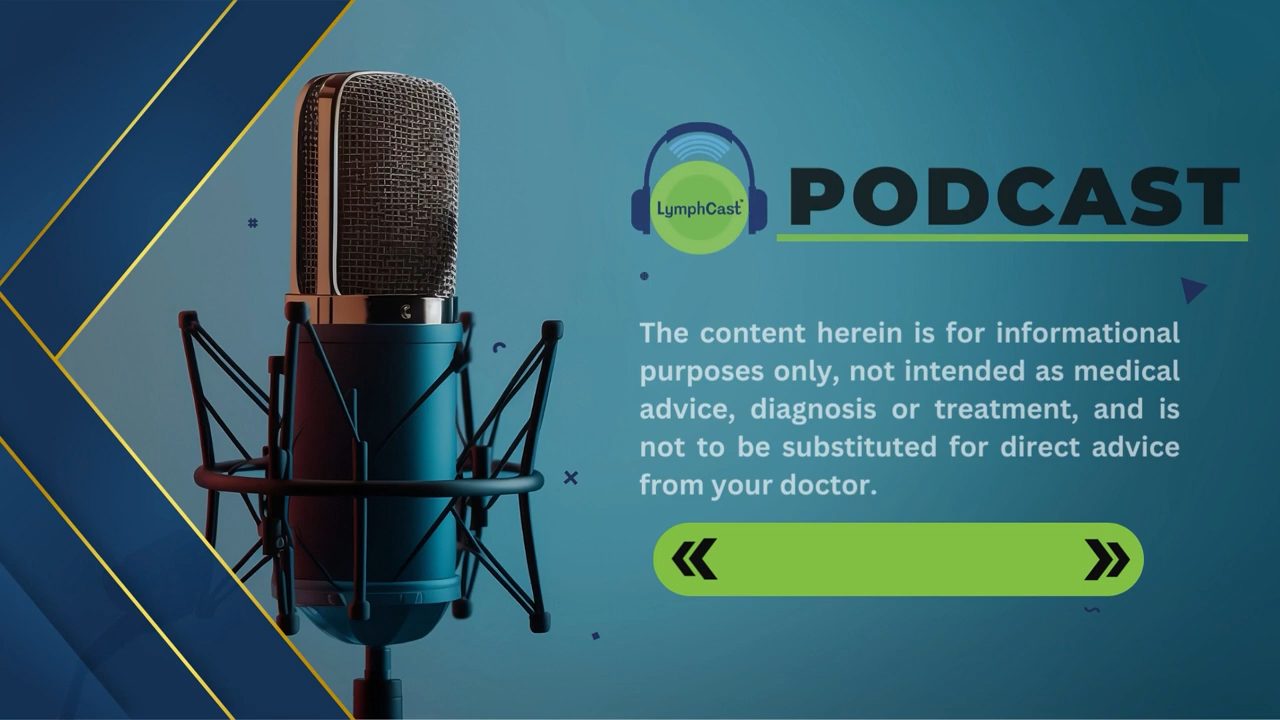 LymphCast™
PODCAST
The content herein is for informational
purposes only, not intended as medical
advice, diagnosis or treatment, and is
not to be substituted for direct advice
from your doctor.